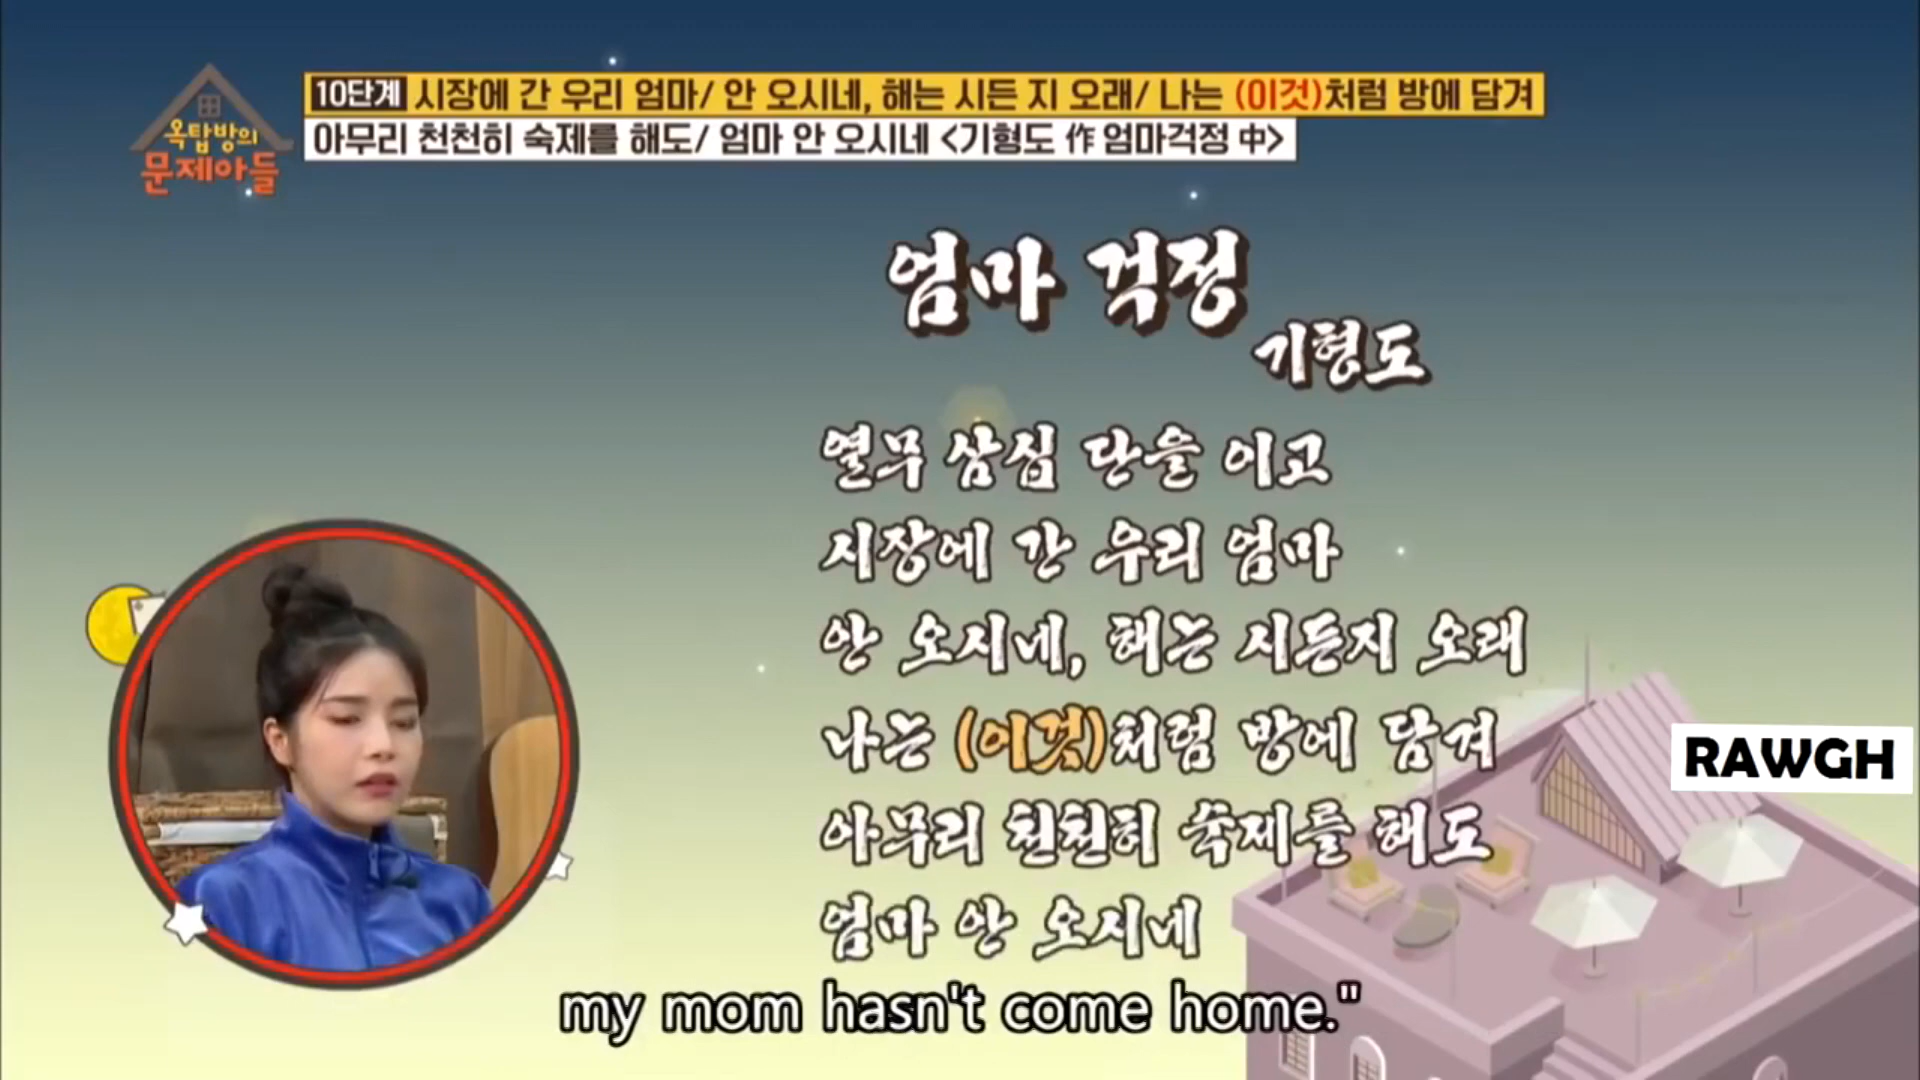 옥탑방의
문제아들
10단계 시장에 간 우리 엄마/ 안 오시네, 해는 시든 지 오래/ 나는 (이것)처럼 방에 담겨
아무리 천천히 숙제를 해도/ 엄마 안 오시네 <기형도 作 엄마걱정 中>
엄마 걱정
기형도
열무 삼십 단을 이고
시장에 간 우리 엄마
안 오시네, 해는 시든지 오래
나는 (이것)처럼 방에 담겨
아무리 천천히 숙제를 해도
엄마 안 오시네
RAWGH
my mom hasn't come home."